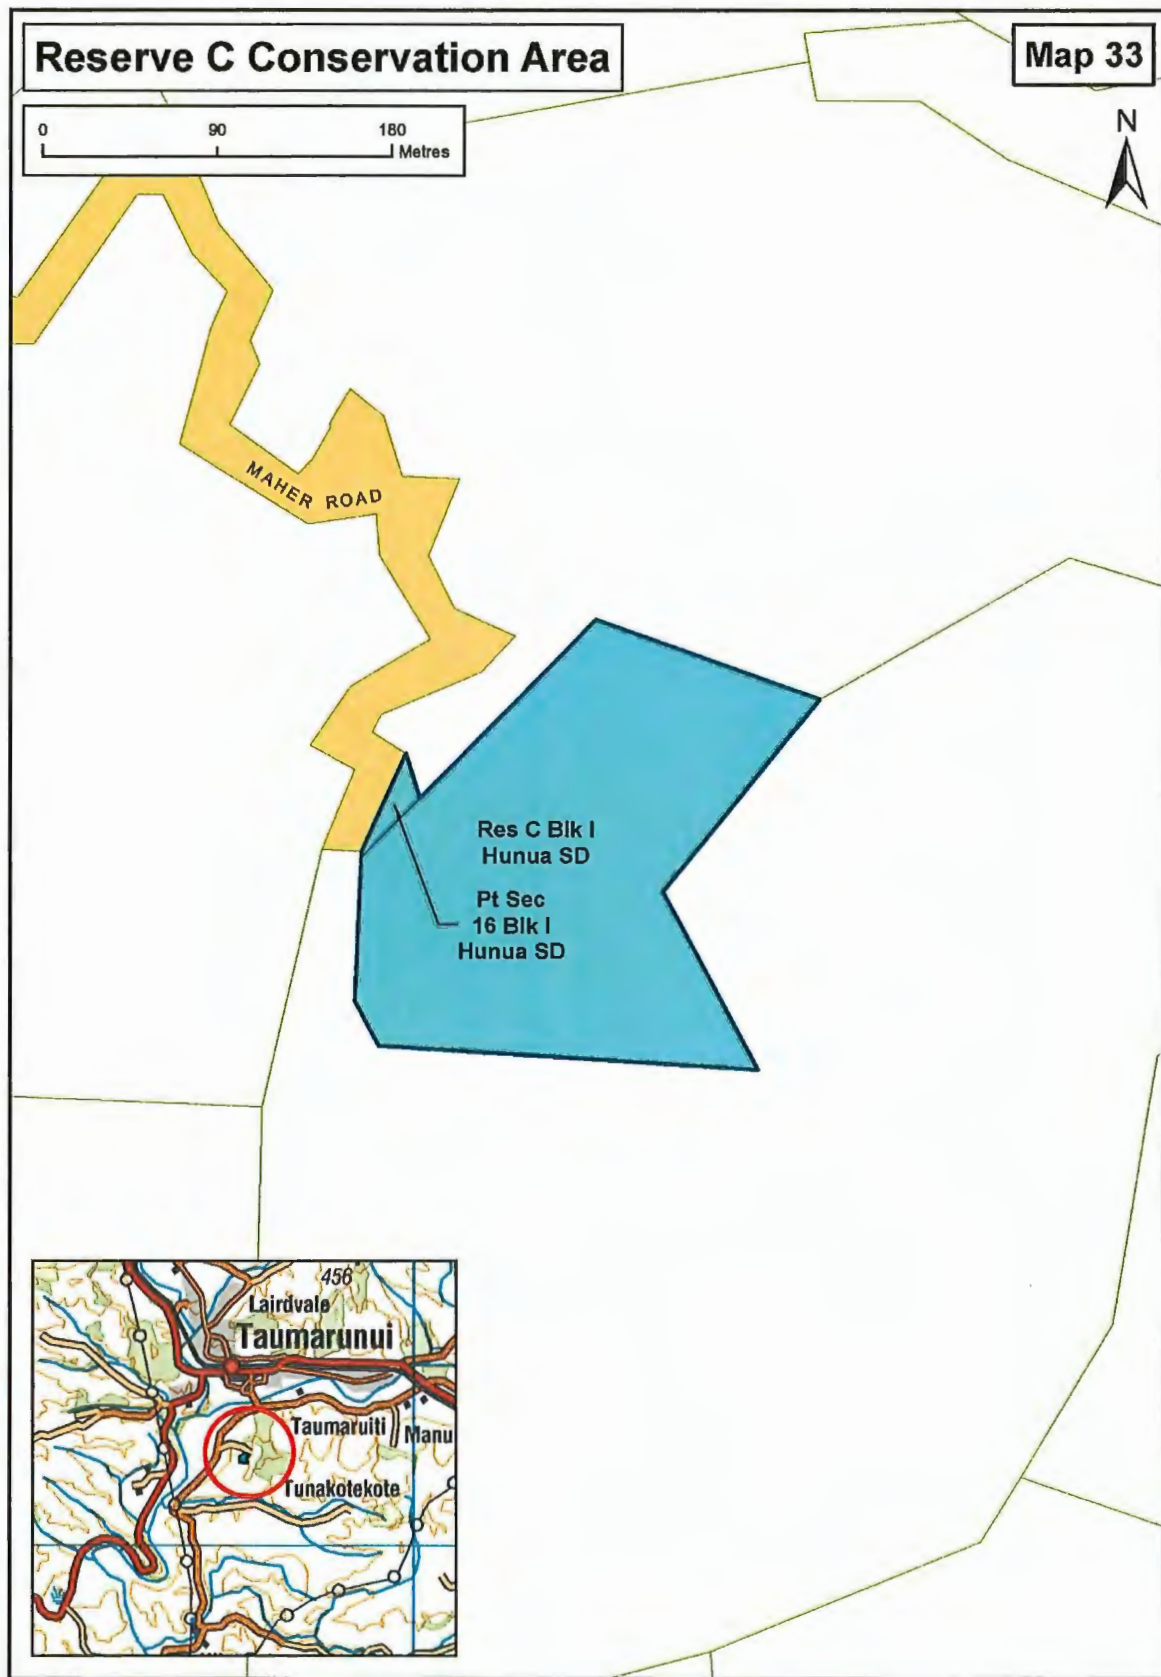 Reserve C Conservation Area
Map 33
0 90 180
Metres
N
MAHER ROAD
Res C Blk I
Hunua SD
Pt Sec
16 Blk I
Hunua SD
456
Lairdvale
Taumarunui
Taumaruiti
Manu
Tunakotekote